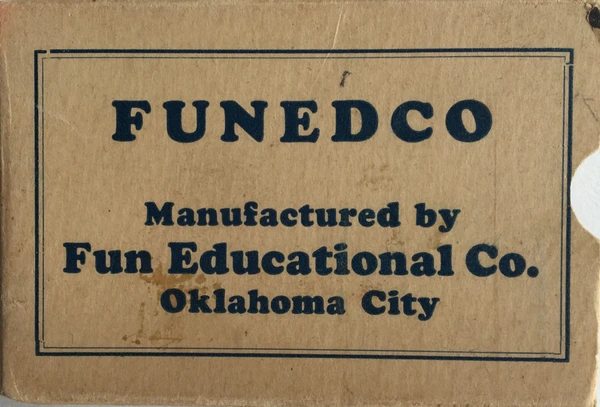 FUNEDCO
Manufactured by
Fun Educational Co.
Oklahoma City